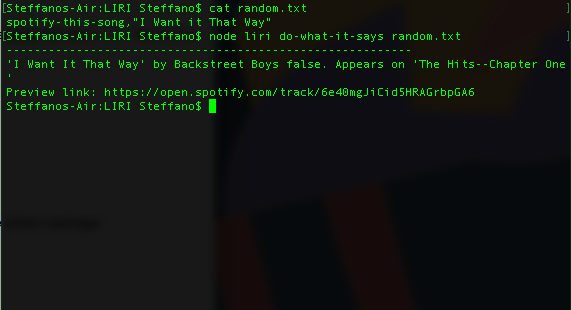 [Steffanos-Air:LIRI Steffano$ cat random.txt ]
spotify-this-song,"I Want it That Way"
[Steffanos-Air:LIRI Steffano$ node liri do-what-it-says random.txt ]
----------------------------------------------------------
'I Want It That Way' by Backstreet Boys false. Appears on 'The Hits--Chapter One
'
Preview link: https://open.spotify.com/track/6e40mgJiCid5HRAGrbpGA6
Steffanos-Air:LIRI Steffano$